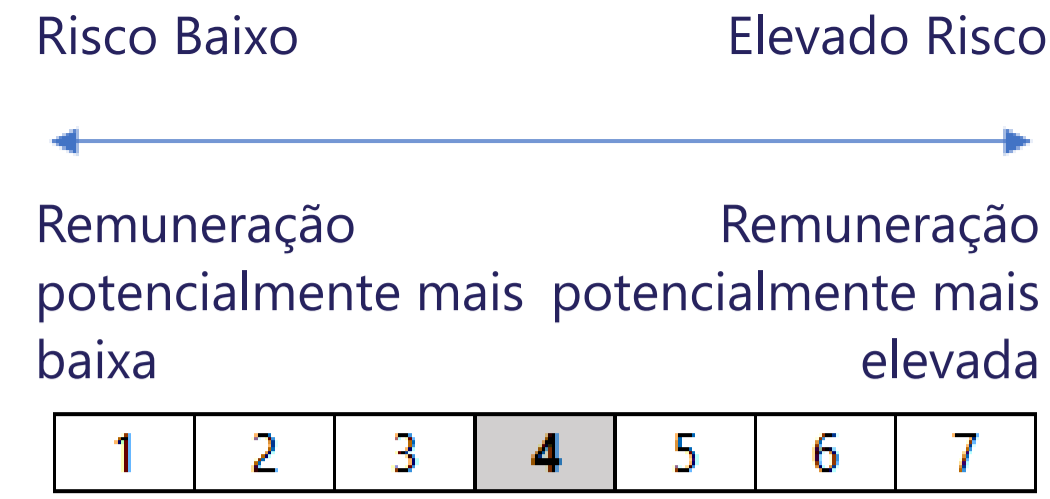 Risco Baixo Elevado Risco
Remuneração Remuneração
potencialmente mais potencialmente mais
baixa elevada
1 2 3 4 5 6 7